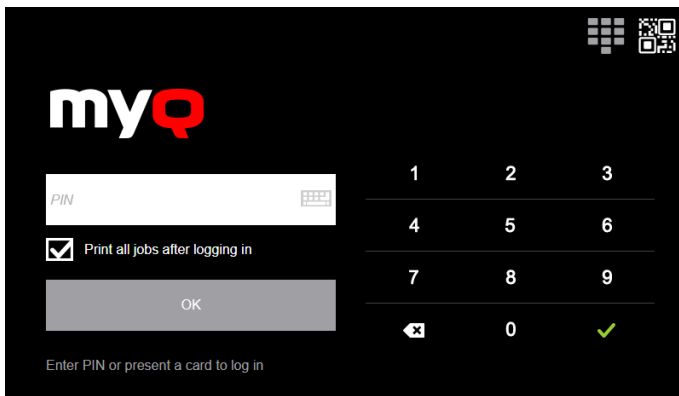 myQ
PIN
Print all jobs after logging in
OK
Enter PIN or present a card to log in
1 2 3
4 5 6
7 8 9
0